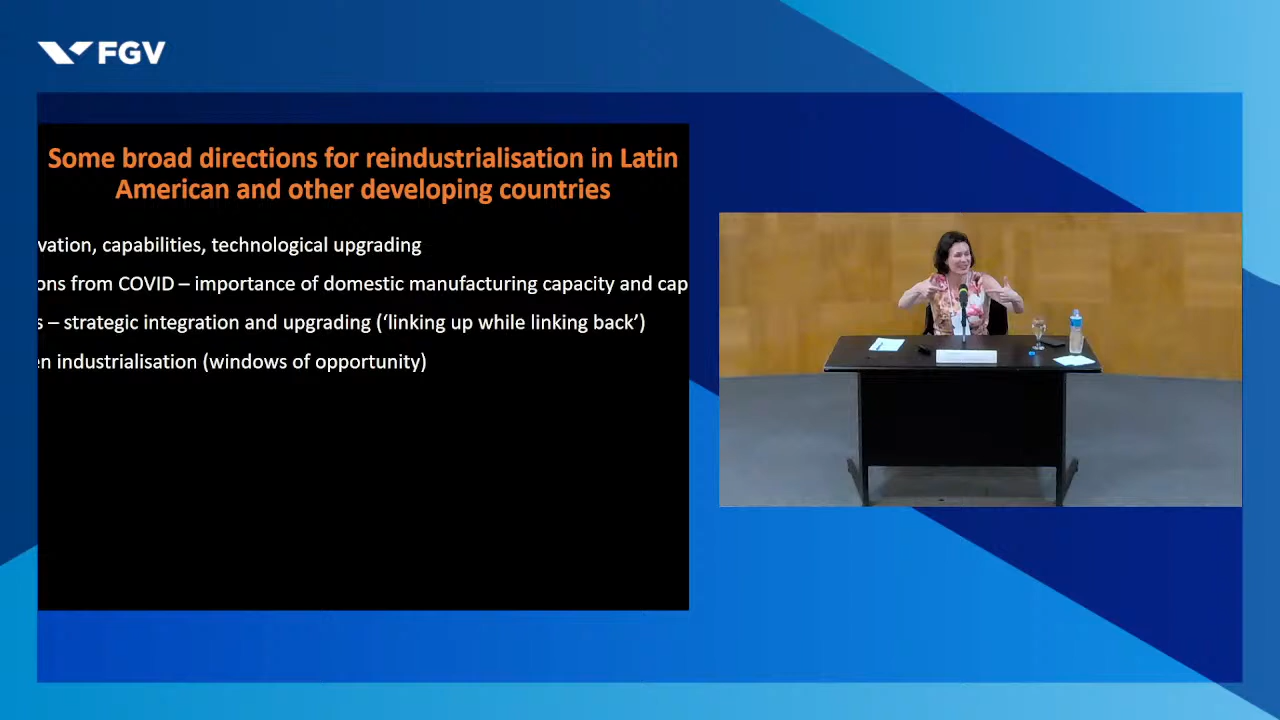 FGV
Some broad directions for reindustrialisation in Latin
American and other developing countries
vation, capabilities, technological upgrading
ons from COVID – importance of domestic manufacturing capacity and cap
s – strategic integration and upgrading (‘linking up while linking back’)
en industrialisation (windows of opportunity)